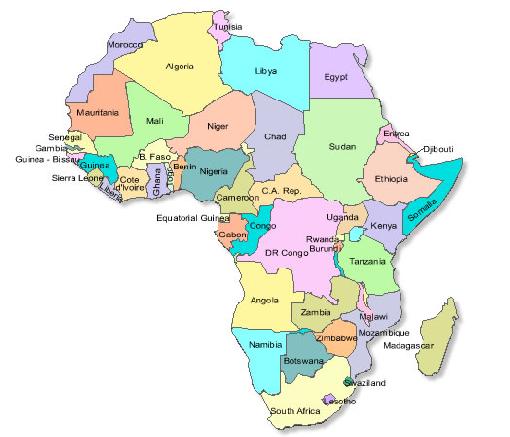 Tunisia
Morocco
Algeria
Libya
Egypt
Mauritania
Mali
Niger
Chad
Sudan
Eritrea
Senegal
Gambia
Guinea - Bissau
Guinea
B. Faso
Djibouti
Sierra Leone
Liberia
Cote
d'Ivoire
Ghana
Togo
Benin
Nigeria
Ethiopia
Cameroon
C.A. Rep.
Somalia
Equatorial Guinea
Gabon
Congo
DR Congo
Uganda
Kenya
Rwanda
Burundi
Tanzania
Angola
Zambia
Malawi
Mozambique
Madagascar
Zimbabwe
Namibia
Botswana
Swaziland
Lesotho
South Africa